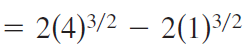 = 2(4)^{3/2} − 2(1)^{3/2}